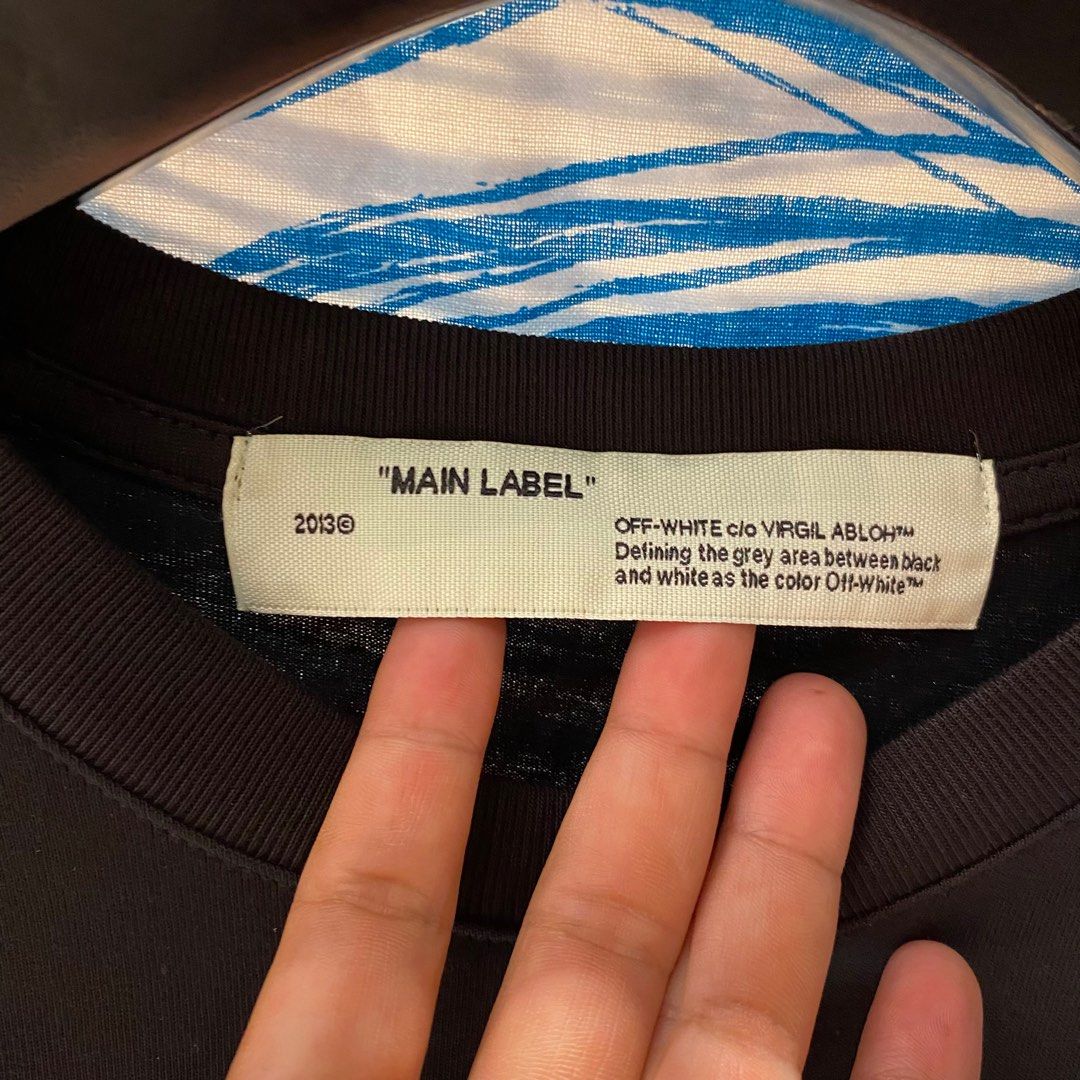 "MAIN LABEL"
2013©
OFF-WHITE c/o VIRGIL ABLOH™
Defining the grey area between black
and white as the color Off-White™